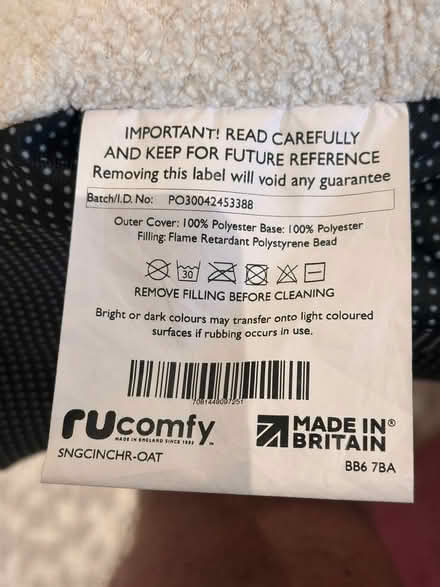 IMPORTANT! READ CAREFULLY
AND KEEP FOR FUTURE REFERENCE
Removing this label will void any guarantee
Batch/I.D. No: PO3004245338B
Outer Cover: 100% Polyester Base: 100% Polyester
Filling: Flame Retardant Polystyrene Bead
30
REMOVE FILLING BEFORE CLEANING
Bright or dark colours may transfer onto light coloured
surfaces if rubbing occurs in use.
7081448097251
rucomfy™
MADE IN ENGLAND SINCE
MADE IN®
BRITAIN
SNGCINCHR-OAT
BB6 7BA